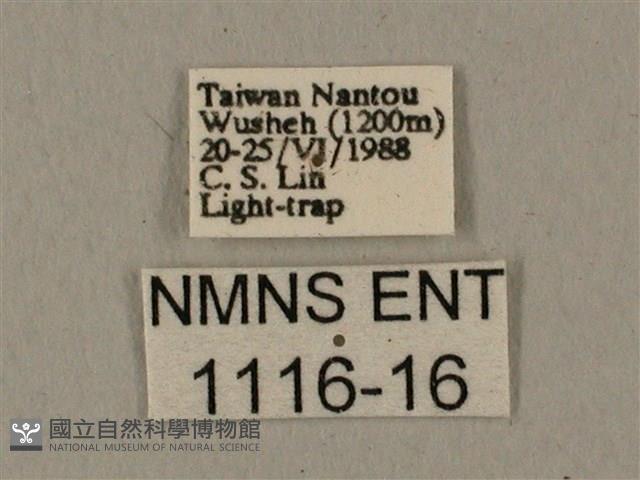 Taiwan Nantou
Wusheh (1200m)
20-25/VI/1988
C. S. Lin
Light-trap
NMNS ENT
1116-16
國立自然科學博物館
NATIONAL MUSEUM OF NATURAL SCIENCE